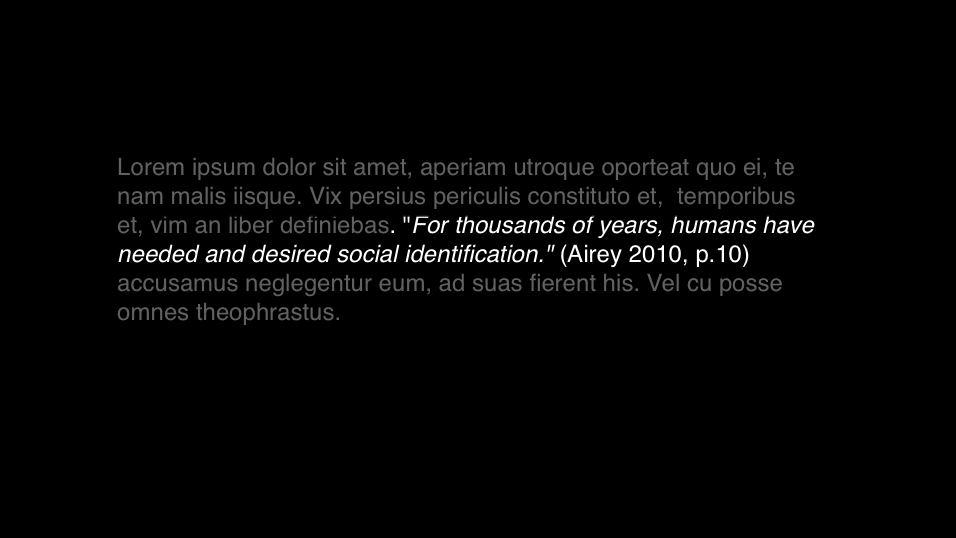 Lorem ipsum dolor sit amet, aperiam utroque oporteat quo ei, te
nam malis iisque. Vix persius periculis constituto et,  temporibus
et, vim an liber definiebas. "For thousands of years, humans have
needed and desired social identification." (Airey 2010, p.10)
accusamus neglegentur eum, ad suas fierent his. Vel cu posse
omnes theophrastus.